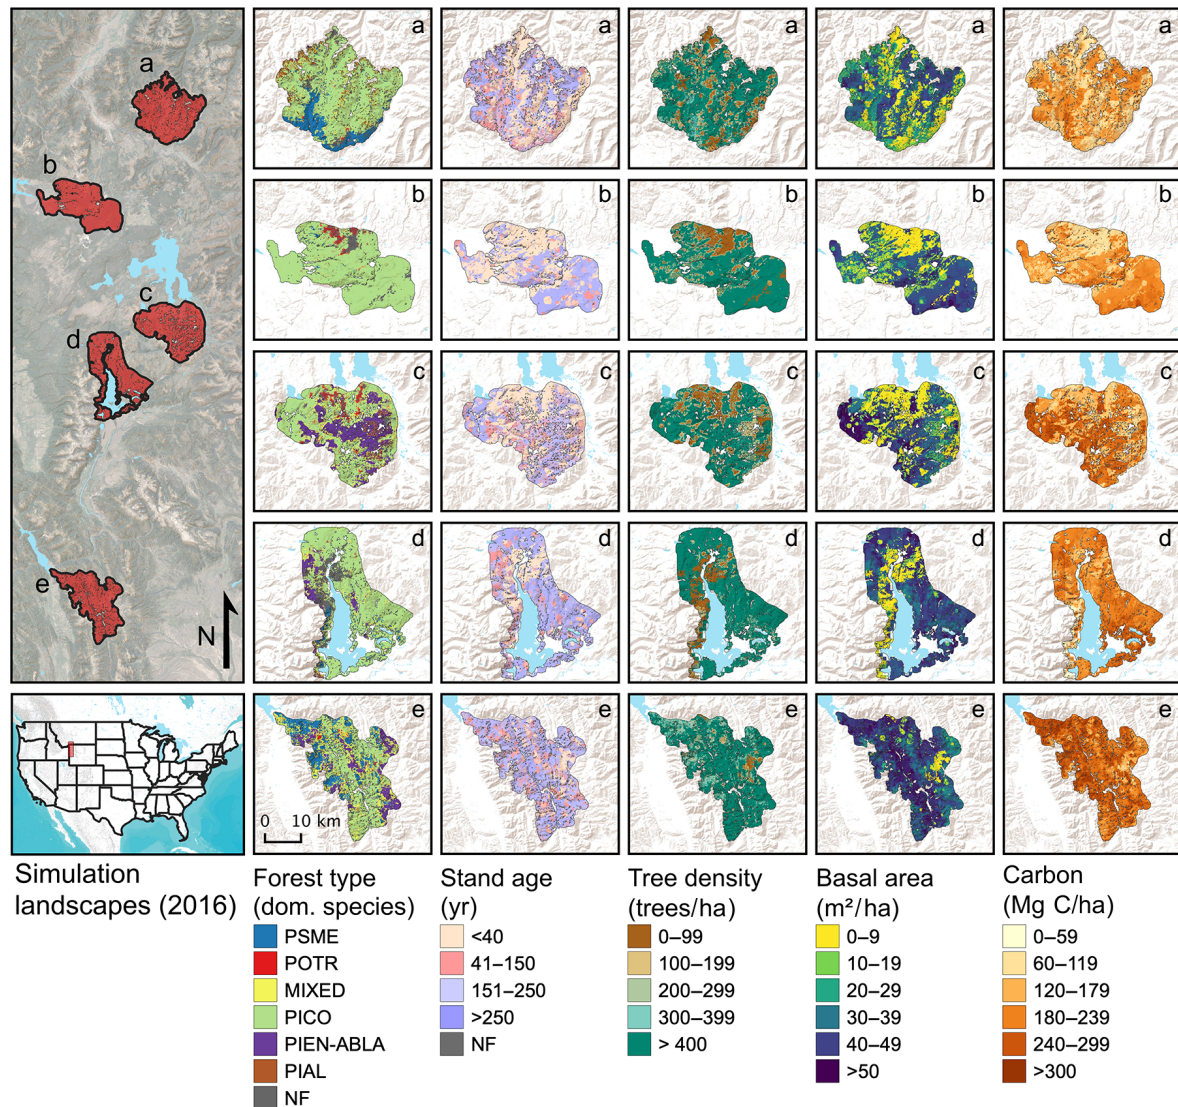 a
b
c
d
e
N
a
a
a
a
a
b
b
b
b
b
c
c
c
c
c
d
d
d
d
d
e
e
e
e
e
0 10 km
Simulation
landscapes (2016)
Forest type
(dom. species)
PSME
POTR
MIXED
PICO
PIEN-ABLA
PIAL
NF
Stand age
(yr)
<40
41–150
151–250
>250
NF
Tree density
(trees/ha)
0–99
100–199
200–299
300–399
> 400
Basal area
(m²/ha)
0–9
10–19
20–29
30–39
40–49
>50
Carbon
(Mg C/ha)
0–59
60–119
120–179
180–239
240–299
>300